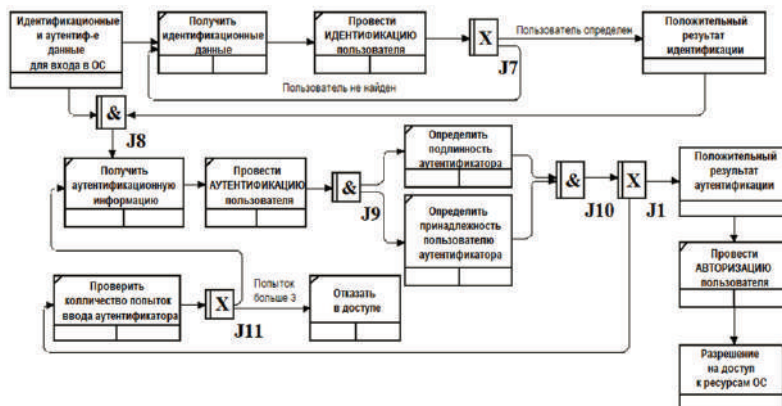 Идентификационные
и аутентиф-е
данные
для входа в ОС
Получить
идентификационные
данные
Провести
ИДЕНТИФИКАЦИЮ
пользователя
X
J7
Пользователь определен
Положительный
результат
идентификации
Пользователь не найден
&
J8
Получить
аутентификационную
информацию
Провести
АУТЕНТИФИКАЦИЮ
пользователя
&
J9
Определить
подлинность
аутентификатора
Определить
принадлежность
пользователю
аутентификатора
&
J10
X
J1
Положительный
результат
аутентификации
Провести
АВТОРИЗАЦИЮ
пользователя
Разрешение
на доступ
к ресурсам ОС
Проверить
колличество попыток
ввода аутентификатора
X
J11
Попыток
больше 3
Отказать
в доступе